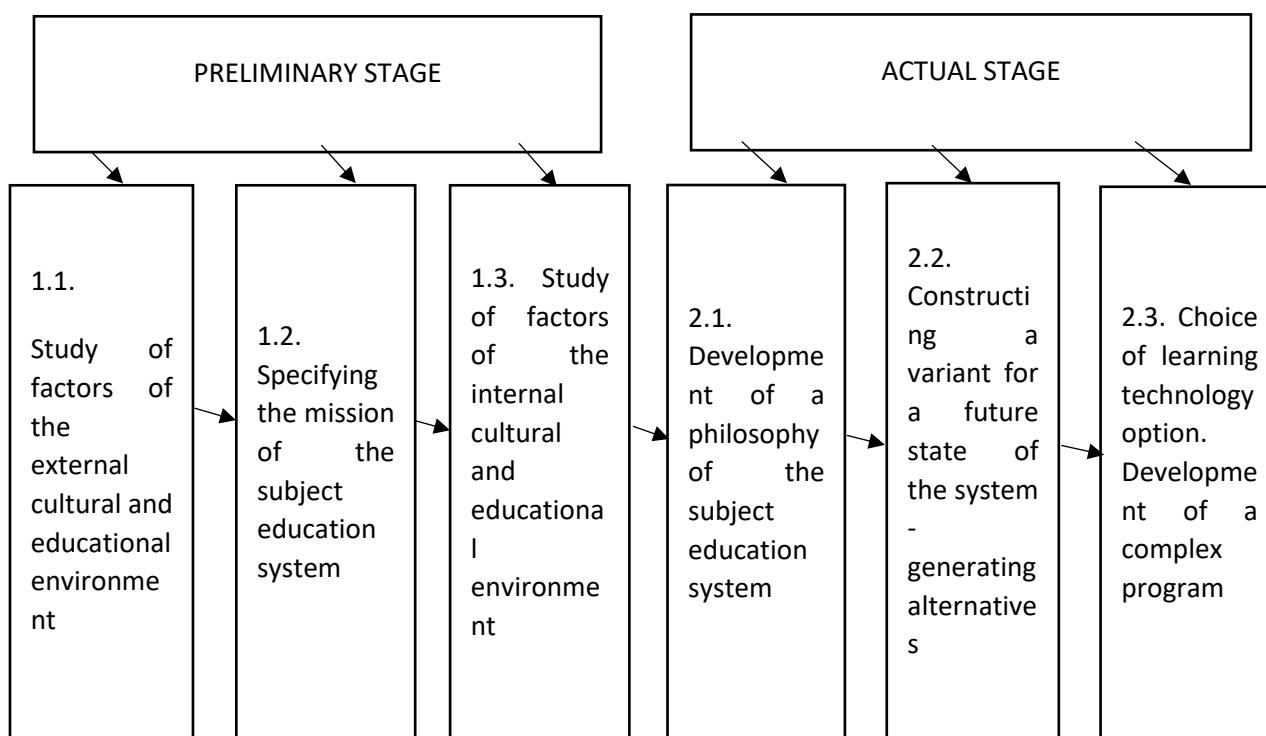 PRELIMINARY STAGE
ACTUAL STAGE
1.1.
Study of
factors of
the
external
cultural and
educational
environme
nt
1.2.
Specifying
the mission
of the
subject
education
system
1.3. Study
of factors
of the
internal
cultural
and
educationa
l
environme
nt
2.1.
Developme
nt of a
philosophy
of the
subject
education
system
2.2.
Constructi
ng a
variant for
a future
state of
the system
-
generating
alternative
s
2.3. Choice
of learning
technology
option.
Developme
nt of a
complex
program